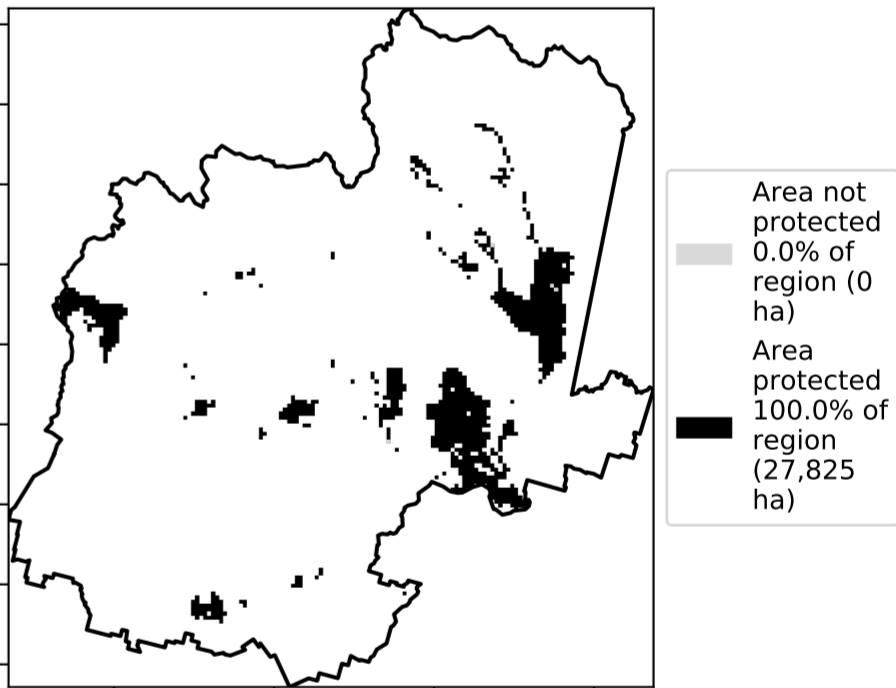 Area not
protected
0.0% of
region (0
ha)
Area
protected
100.0% of
region
(27,825
ha)